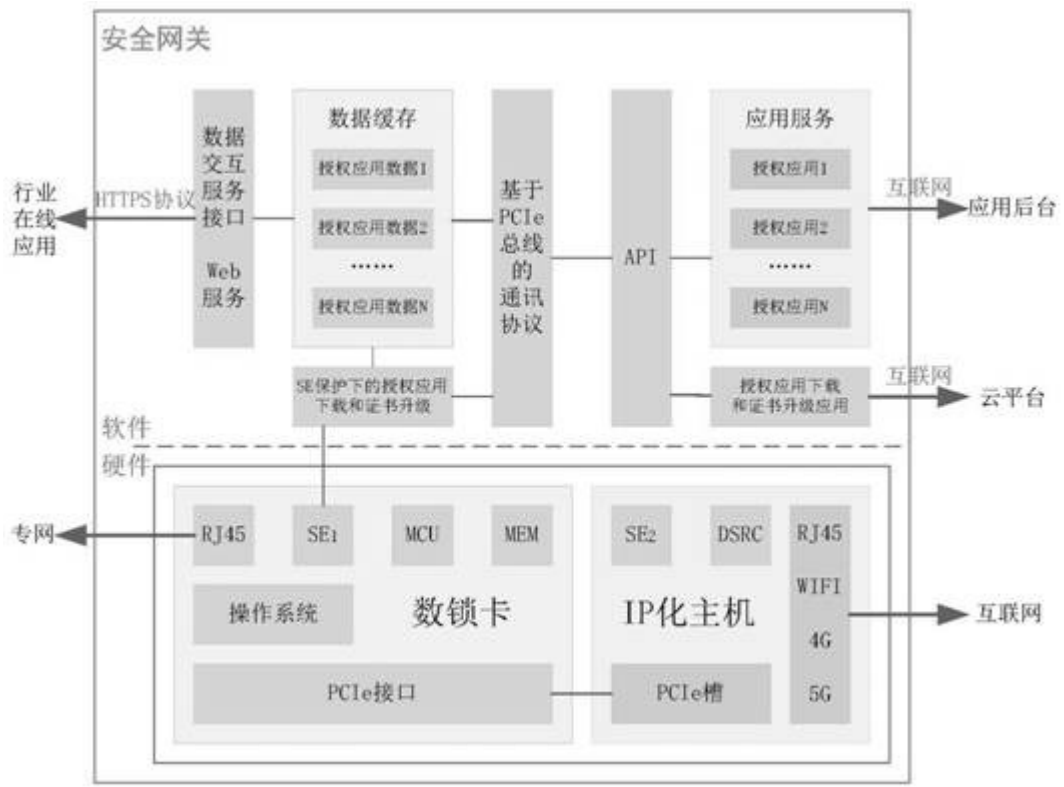 安全网关
数据
交互
服务
接口
Web
服务
数据缓存
授权应用数据1
授权应用数据2
……
授权应用数据N
基于
PCIe
总线
的
通讯
协议
API
应用服务
授权应用1
授权应用2
……
授权应用N
行业
在线
应用
HTTPS协议
互联网
应用后台
SE保护下的授权应用
下载和证书升级
授权应用下载
和证书升级应用
互联网
云平台
软件
硬件
专网
RJ45
SE1
MCU
MEM
操作系统
数锁卡
PCIe接口
SE2
DSRC
IP化主机
PCIe槽
RJ45
WIFI
4G
5G
互联网